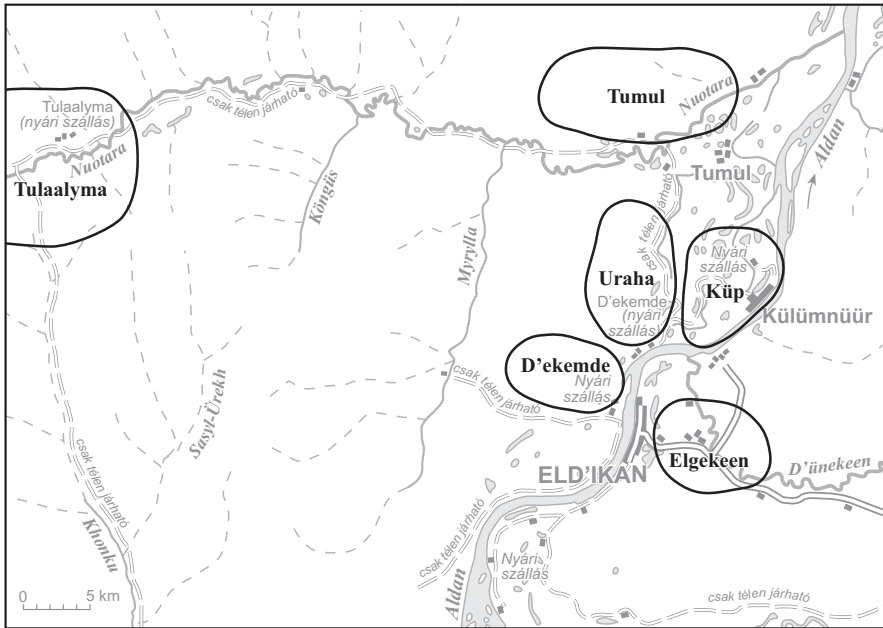 Tumul
Nuotara
Tulaalyma
(nyári szállás)
csak télen járható
Nuotara
Tulaalyma
Tumul
Aldan
Köngüs
Myrylla
csak télen járható
Uraha
D'ekemde
(nyári
szállás)
Nyári
szállás
Küp
Külümnüür
D'ekemde
Nyári
szállás
csak télen járható
Sasyl-Ürekh
Elgekeen
ELD'IKAN
D'ünekeen
csak télen járható
Khonku
csak télen járható
Aldan
Nyári
szállás
csak télen járható
0 5 km